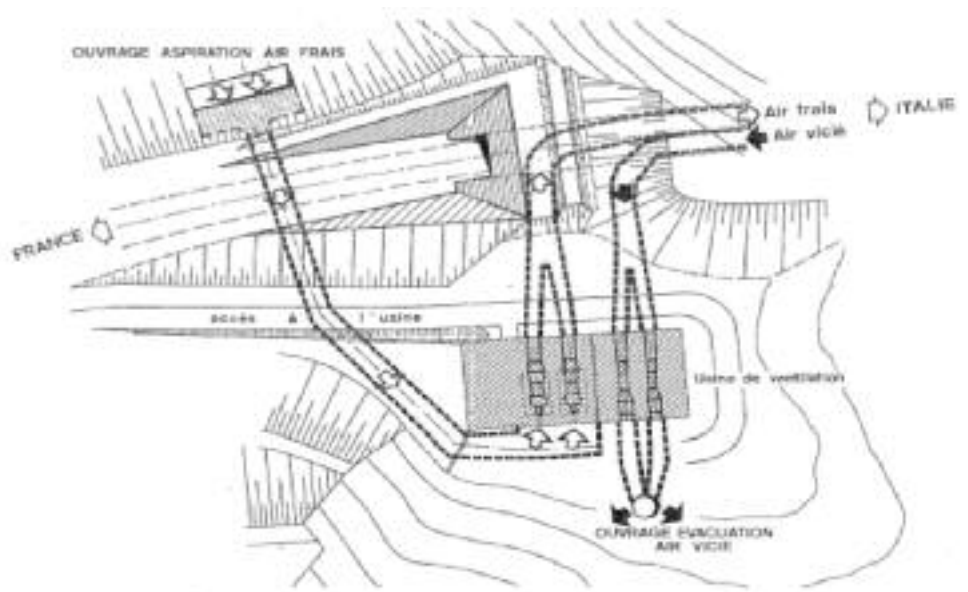 OUVRAGE ASPIRATION AIR FRAIS
Air frais
ITALIE
Air vicié
FRANCE
accès à l'usine
Usine de ventilation
OUVRAGE EVACUATION
AIR VICIE